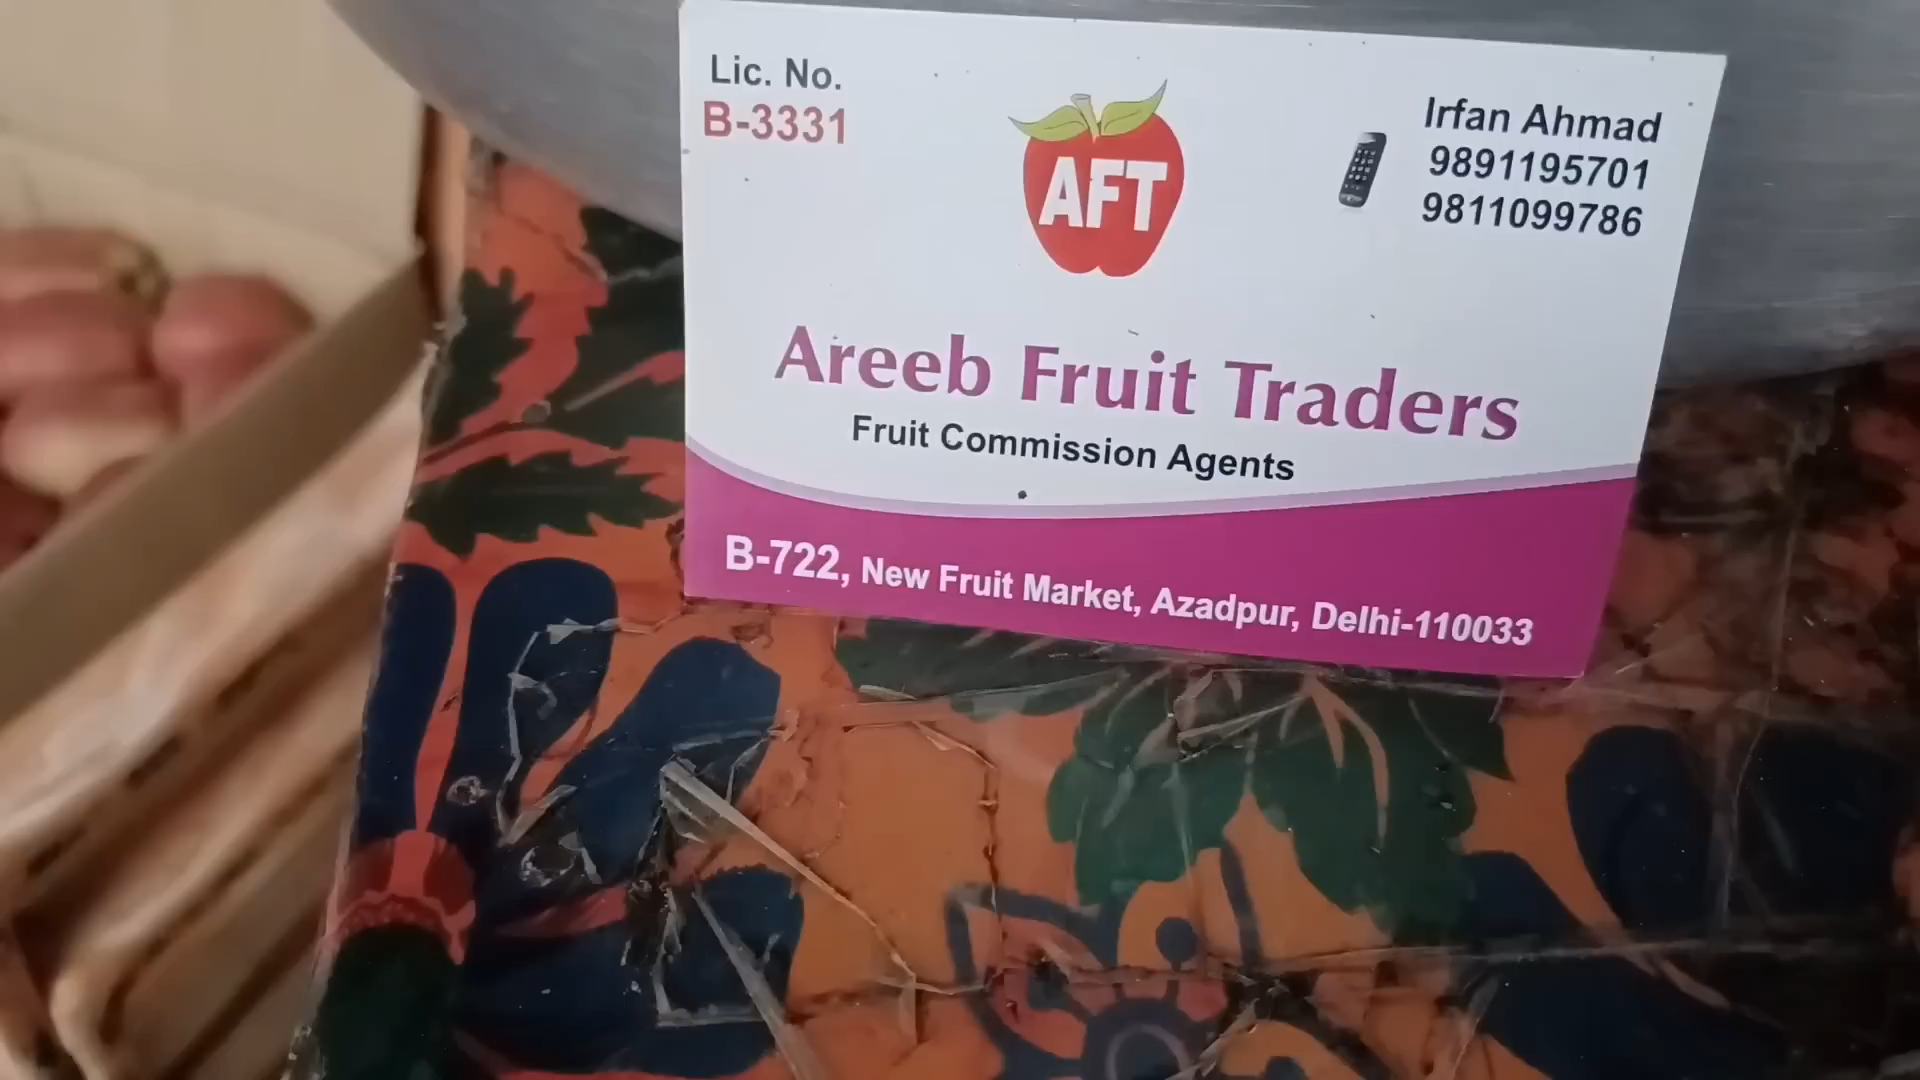 Lic. No.
B-3331
AFT
Irfan Ahmad
9891195701
9811099786
Areeb Fruit Traders
Fruit Commission Agents
B-722, New Fruit Market, Azadpur, Delhi-110033